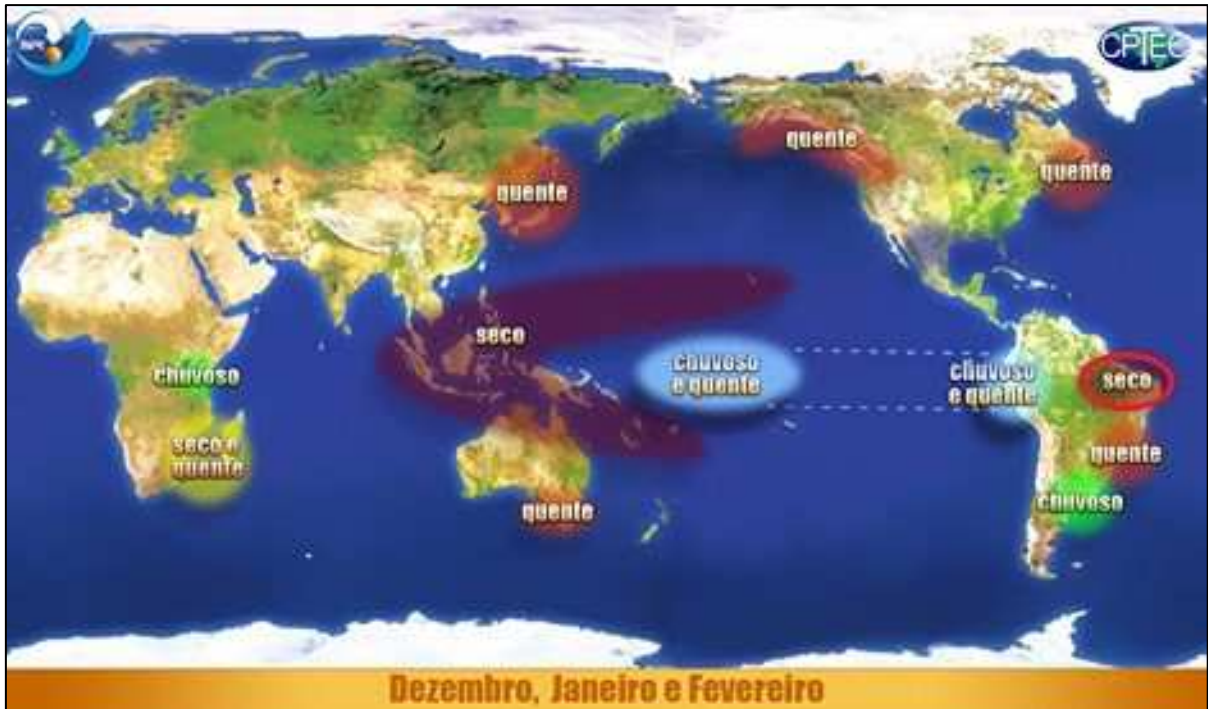 CPTEC
quente
quente
quente
seco
chuvoso
e quente
chuvoso
e quente
seco
chuvoso
seco e
quente
quente
quente
chuvoso
Dezembro, Janeiro e Fevereiro